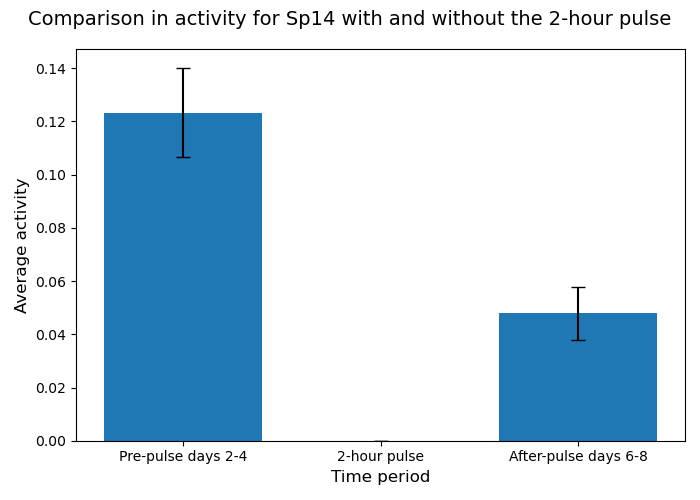 Comparison in activity for Sp14 with and without the 2-hour pulse
0.14
0.12
0.10
0.08
0.06
0.04
0.02
0.00
Average activity
Pre-pulse days 2-4
2-hour pulse
After-pulse days 6-8
Time period